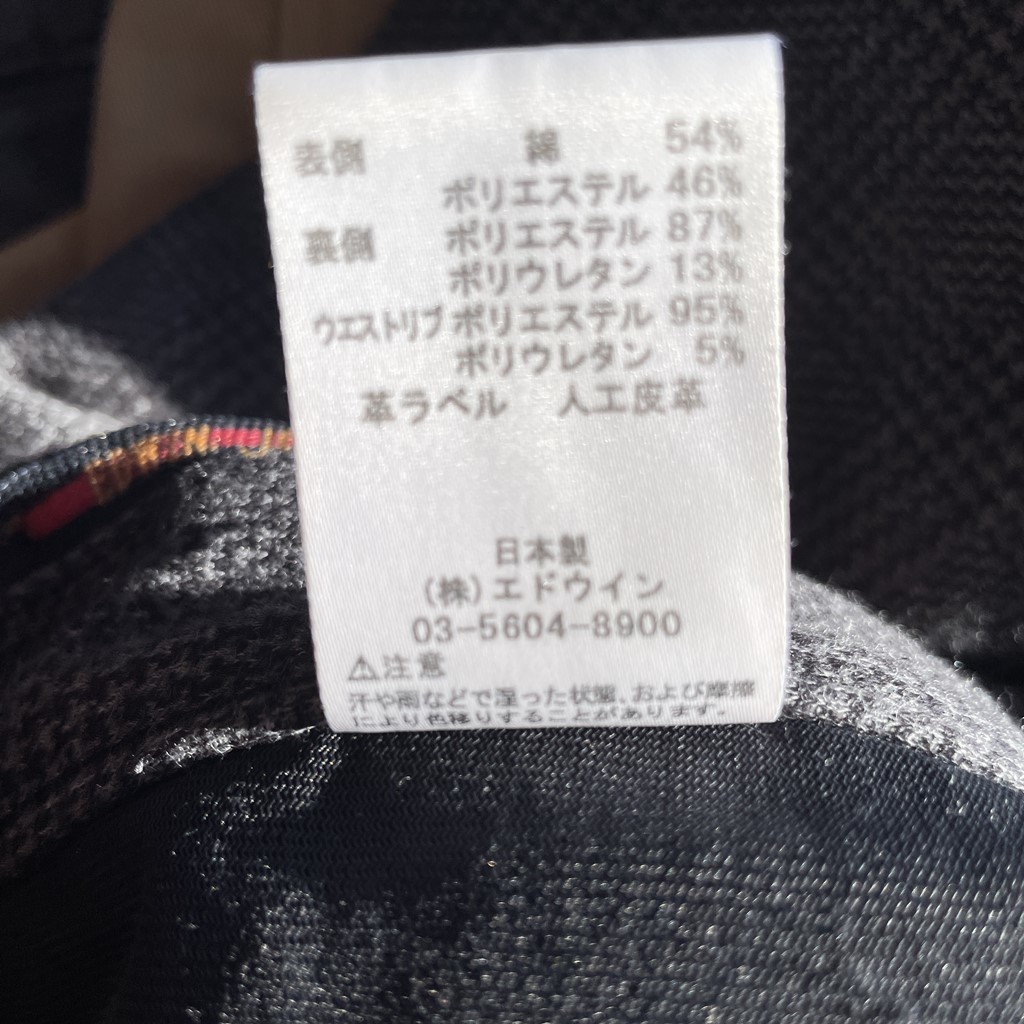 表側 綿 54%
ポリエステル 46%
裏側 ポリエステル 87%
ポリウレタン 13%
ウエストリブ ポリエステル 95%
ポリウレタン 5%
革ラベル 人工皮革
日本製
(株)エドウイン
03-5604-8900
⚠注意
汗や雨などで湿った状態、および摩擦
により色移りすることがあります。